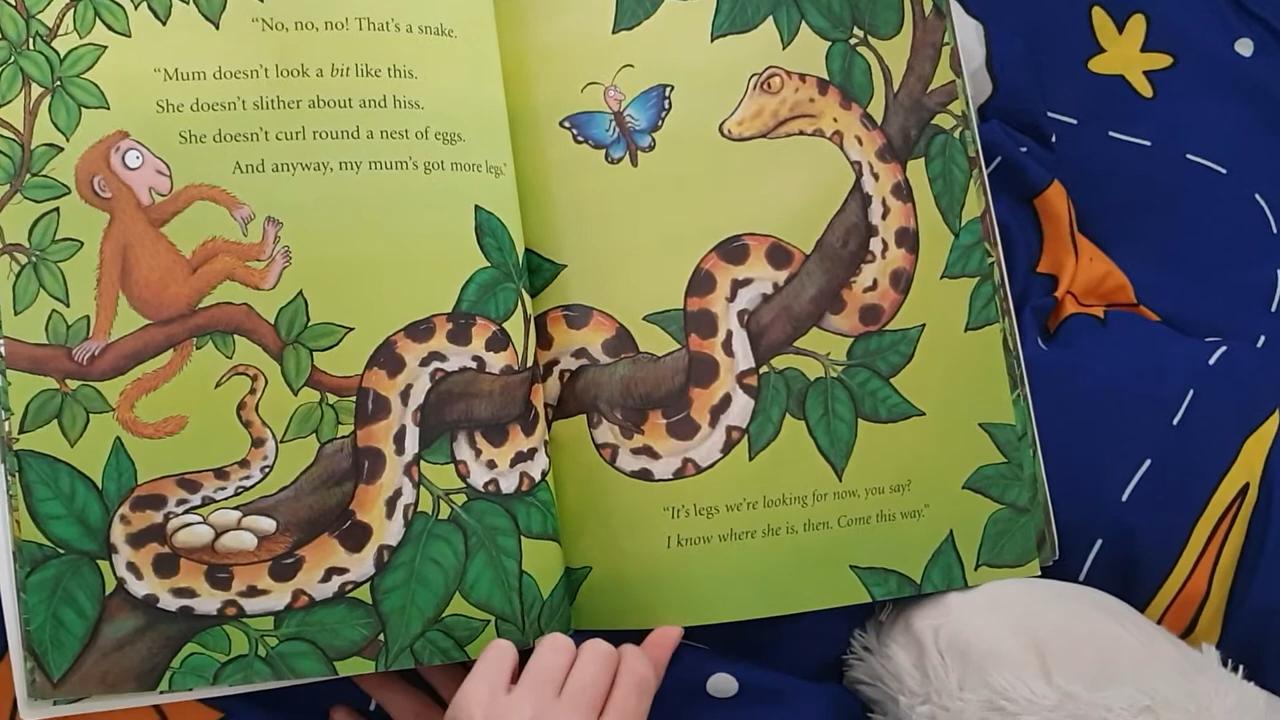 “No, no, no! That’s a snake.
“Mum doesn’t look a bit like this.
She doesn’t slither about and hiss.
She doesn’t curl round a nest of eggs.
And anyway, my mum’s got more legs.”
“It’s legs we’re looking for now, you say?
I know where she is, then. Come this way.”